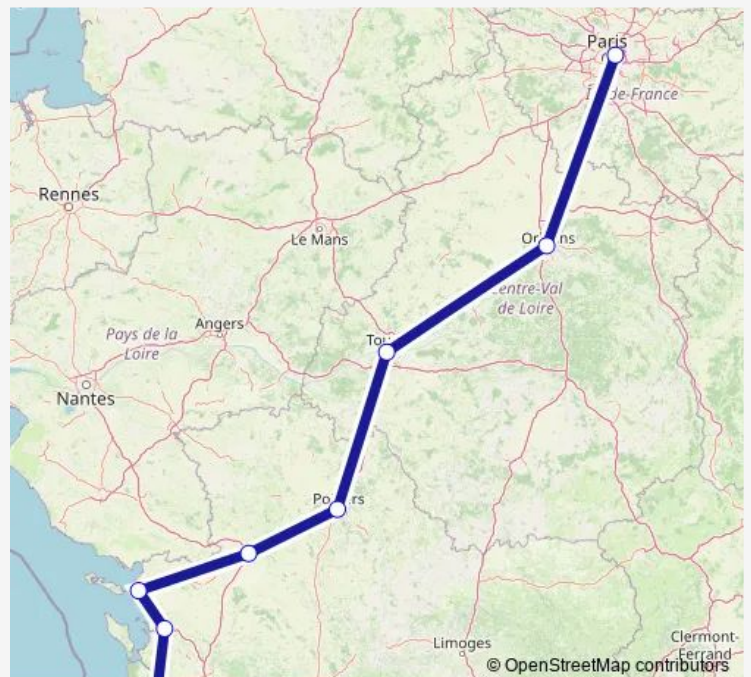 Paris
Île-de-France
Rennes
Le Mans
Centre-Val
de Loire
Angers
Pays de la
Loire
Nantes
Limoges
Clermont-
Ferrand
© OpenStreetMap contributors